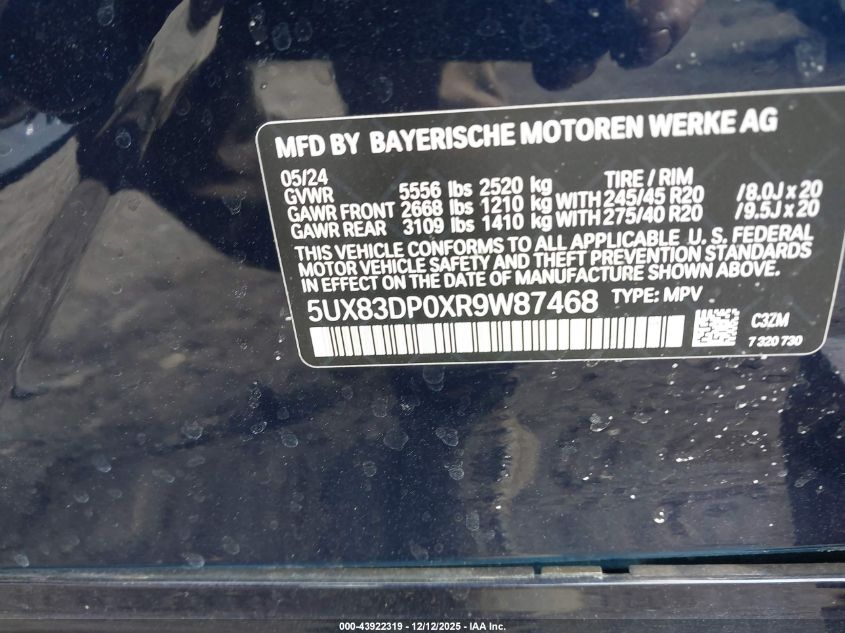 MFD BY BAYERISCHE MOTOREN WERKE AG
05/24 TIRE / RIM
GVWR 5556 lbs 2520 kg
GAWR FRONT 2668 lbs 1210 kg WITH 245/45 R20 /8.0J x 20
GAWR REAR 3109 lbs 1410 kg WITH 275/40 R20 /9.5J x 20
THIS VEHICLE CONFORMS TO ALL APPLICABLE U. S. FEDERAL
MOTOR VEHICLE SAFETY AND THEFT PREVENTION STANDARDS
IN EFFECT ON THE DATE OF MANUFACTURE SHOWN ABOVE.
5UX83DP0XR9W87468 TYPE: MPV
C3ZM
7 320 730
000-43922319 - 12/12/2025 - IAA Inc.